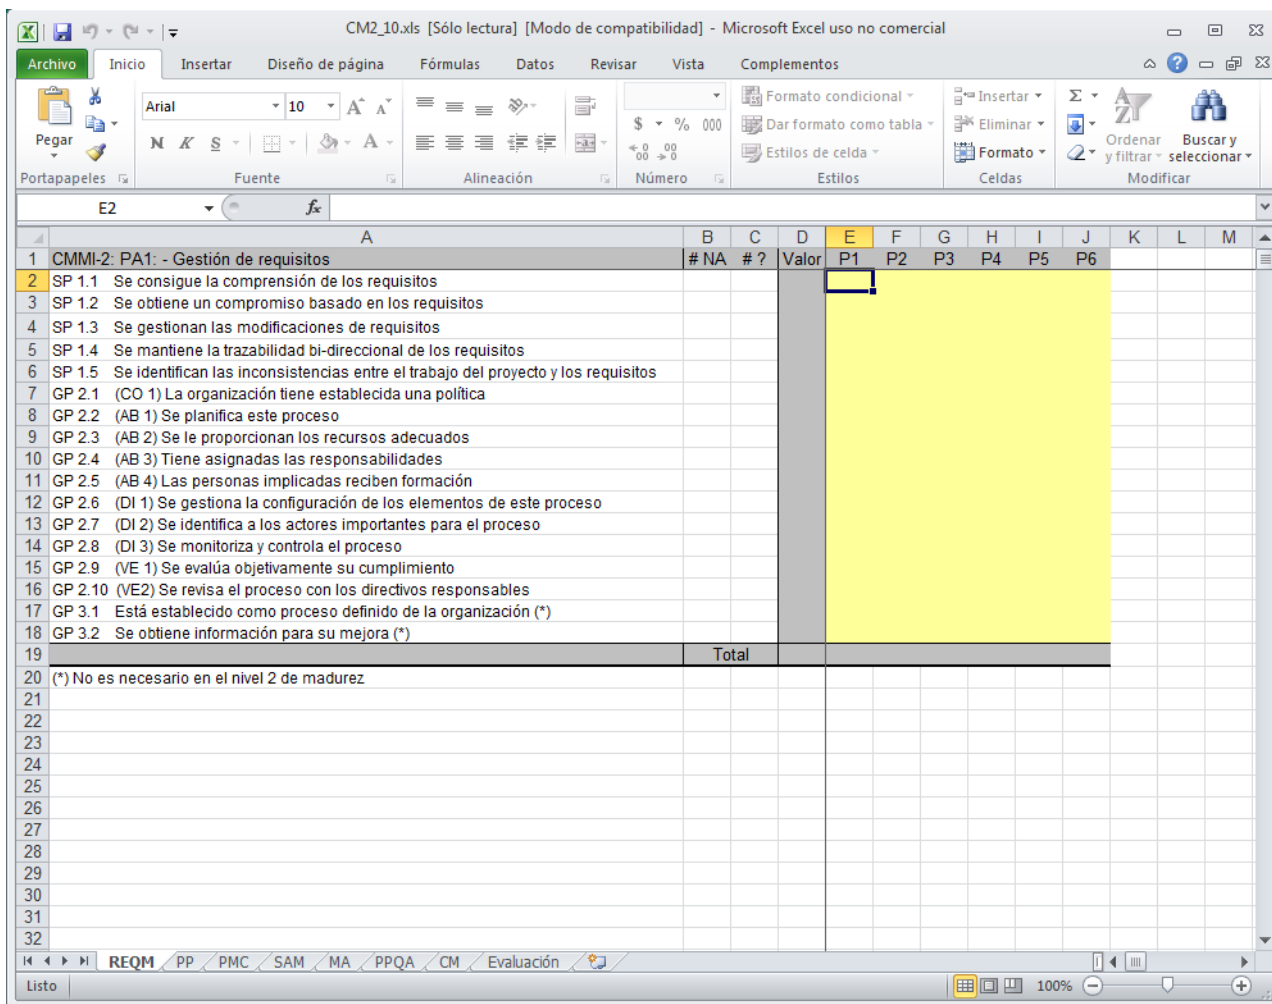 CM2_10.xls [Sólo lectura] [Modo de compatibilidad] - Microsoft Excel uso no comercial
Archivo Inicio Insertar Diseño de página Fórmulas Datos Revisar Vista Complementos
Pegar
Arial 10
N K S
$ % 000
Formato condicional
Dar formato como tabla
Estilos de celda
Insertar
Eliminar
Formato
Ordenar y filtrar
Buscar y seleccionar
Portapapeles Fuente Alineación Número Estilos Celdas Modificar
E2 fx
A B C D E F G H I J K L M
1 CMMI-2: PA1: - Gestión de requisitos # NA # ? Valor P1 P2 P3 P4 P5 P6
2 SP 1.1 Se consigue la comprensión de los requisitos
3 SP 1.2 Se obtiene un compromiso basado en los requisitos
4 SP 1.3 Se gestionan las modificaciones de requisitos
5 SP 1.4 Se mantiene la trazabilidad bi-direccional de los requisitos
6 SP 1.5 Se identifican las inconsistencias entre el trabajo del proyecto y los requisitos
7 GP 2.1 (CO 1) La organización tiene establecida una política
8 GP 2.2 (AB 1) Se planifica este proceso
9 GP 2.3 (AB 2) Se le proporcionan los recursos adecuados
10 GP 2.4 (AB 3) Tiene asignadas las responsabilidades
11 GP 2.5 (AB 4) Las personas implicadas reciben formación
12 GP 2.6 (DI 1) Se gestiona la configuración de los elementos de este proceso
13 GP 2.7 (DI 2) Se identifica a los actores importantes para el proceso
14 GP 2.8 (DI 3) Se monitoriza y controla el proceso
15 GP 2.9 (VE 1) Se evalúa objetivamente su cumplimiento
16 GP 2.10 (VE2) Se revisa el proceso con los directivos responsables
17 GP 3.1 Está establecido como proceso definido de la organización (*)
18 GP 3.2 Se obtiene información para su mejora (*)
19 Total
20 (*) No es necesario en el nivel 2 de madurez
21
22
23
24
25
26
27
28
29
30
31
32
REQM PP PMC SAM MA PPQA CM Evaluación
Listo 100%